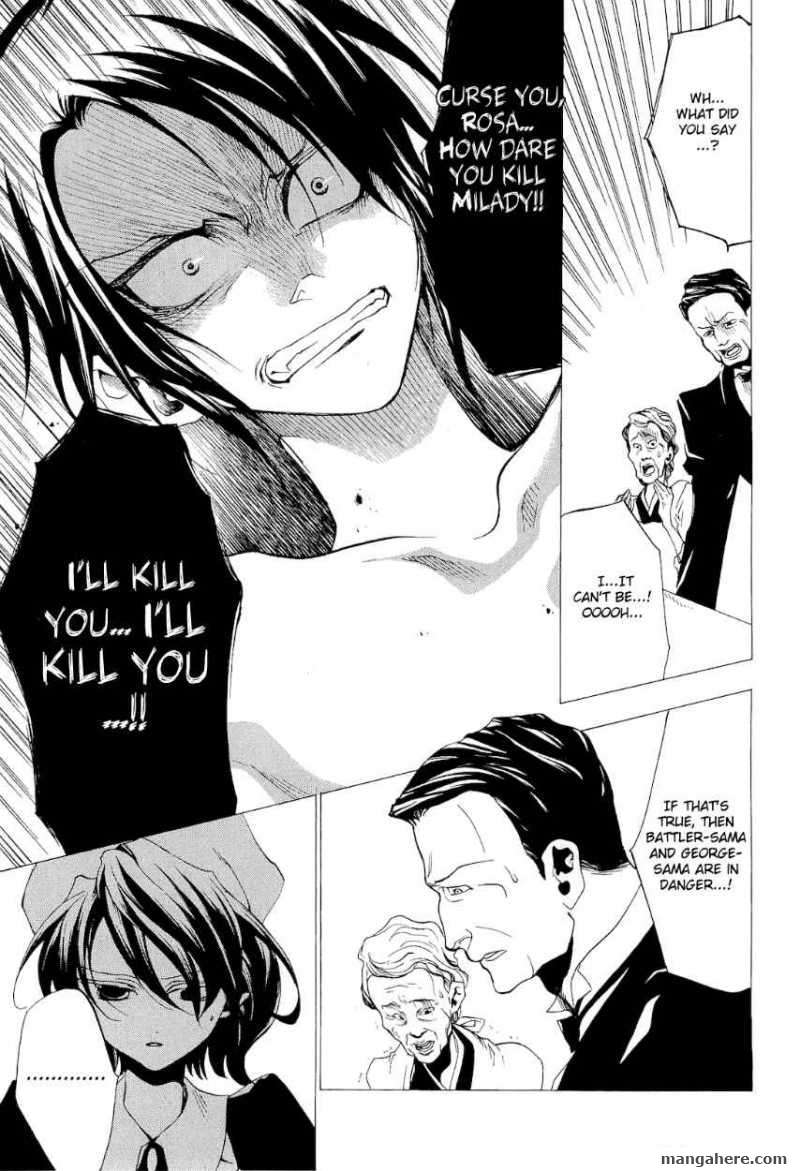 WH...
WHAT DID
YOU SAY
...?
I...IT
CAN'T BE...!
OOOOH...
CURSE YOU,
ROSA...
HOW DARE
YOU KILL
MILADY!!
I'LL KILL
YOU... I'LL
KILL YOU
...!!
IF THAT'S
TRUE, THEN
BATTLER-SAMA
AND GEORGE-
SAMA ARE IN
DANGER...!
............
mangahere.com